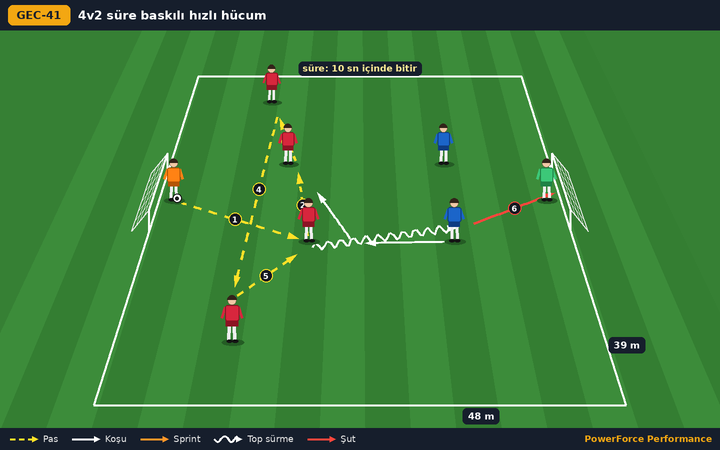 GEC-41 4v2 süre baskılı hızlı hücum
süre: 10 sn içinde bitir
4
2
1
6
5
39 m
48 m
Pas Koşu Sprint Top sürme Şut PowerForce Performance